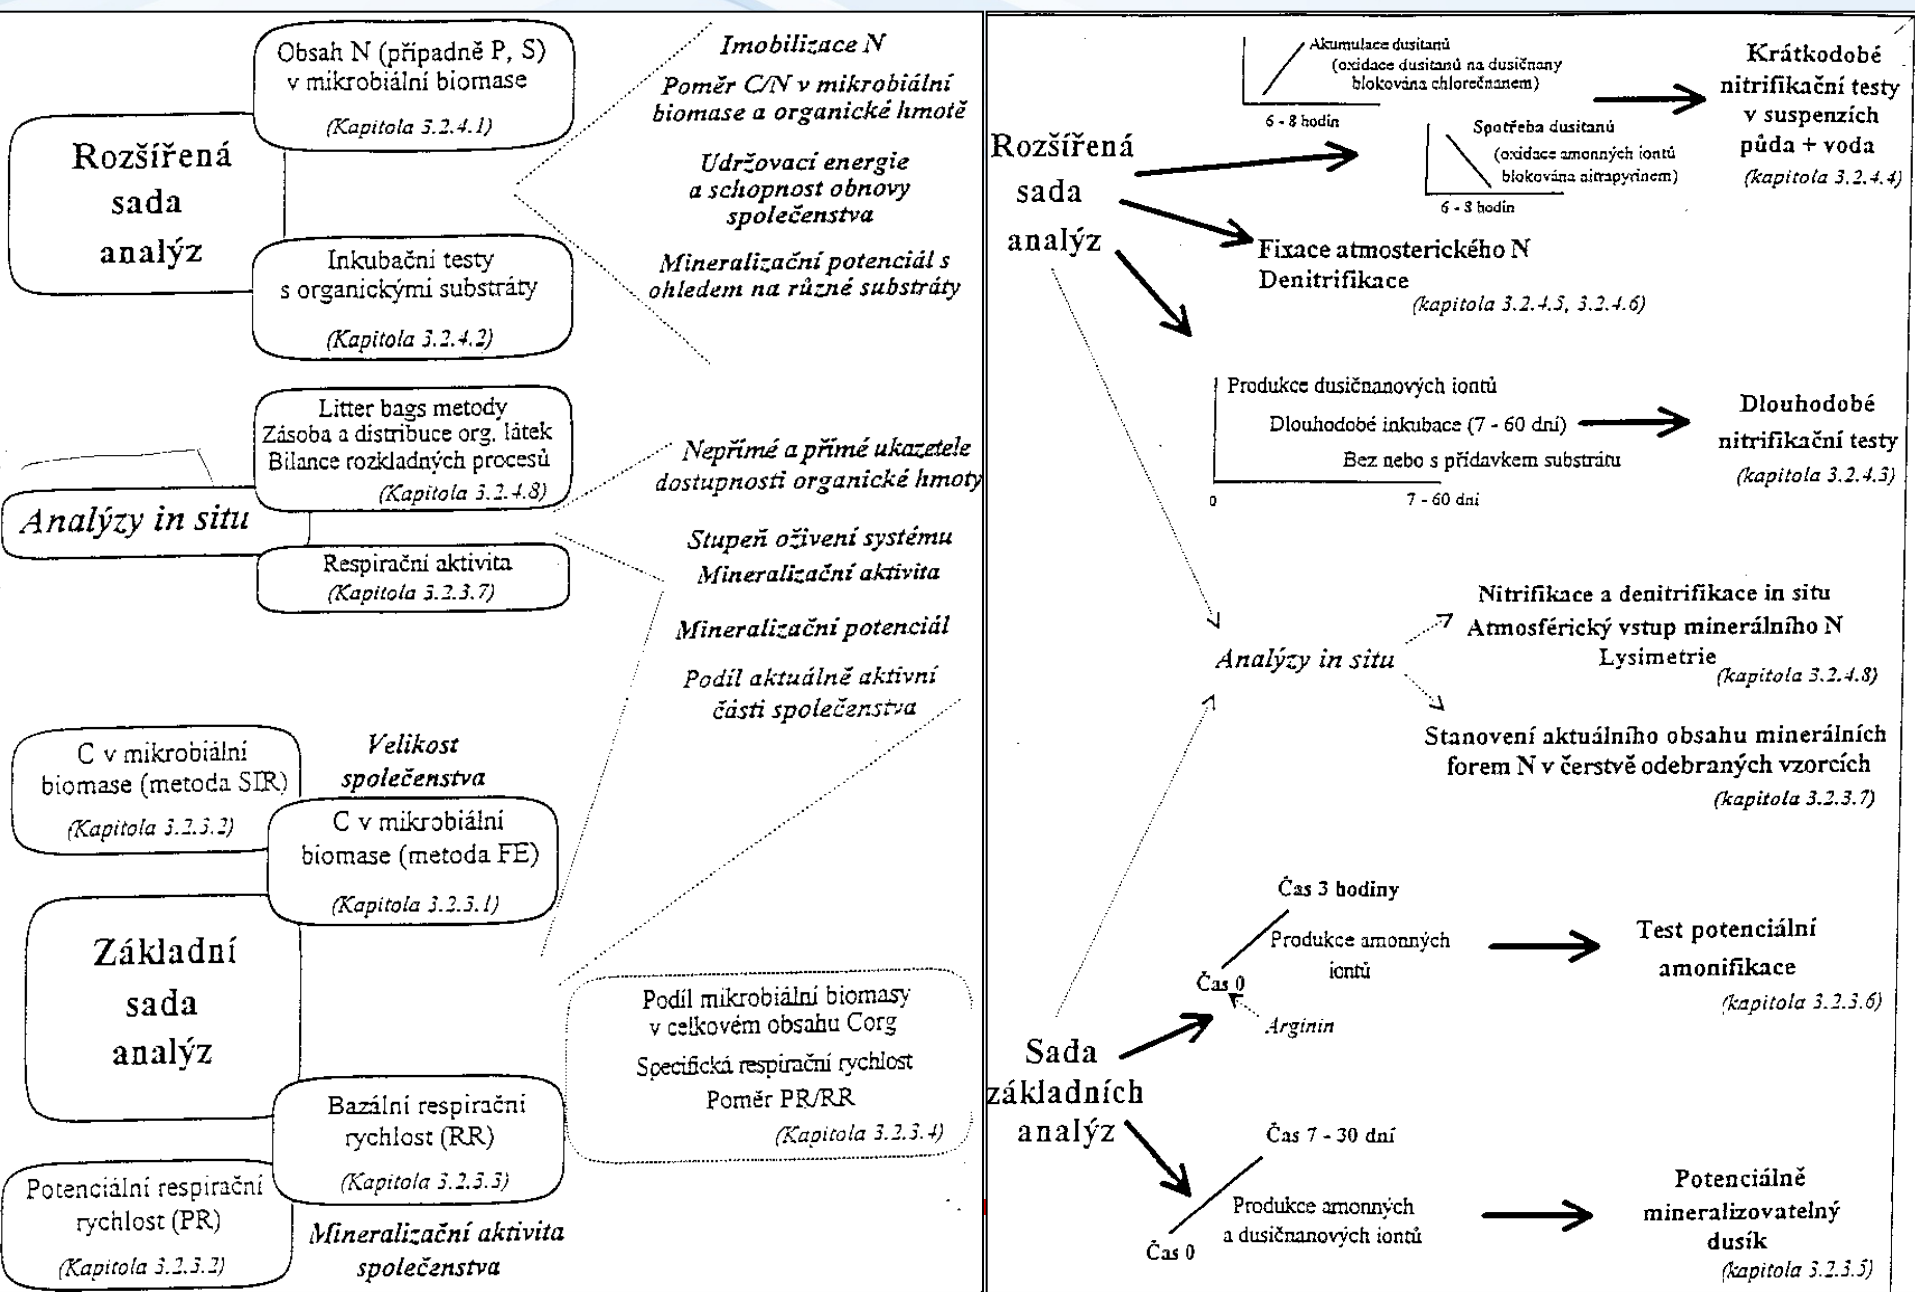 Obsah N (případně P, S)
v mikrobiální biomase
(Kapitola 3.2.4.1)
Rozšířená
sada
analýz
Inkubační testy
s organickými substráty
(Kapitola 3.2.4.2)
Imobilizace N
Poměr C/N v mikrobiální
biomase a organické hmotě
Udržovací energie
a schopnost obnovy
společenstva
Mineralizační potenciál s
ohledem na různé substráty
Litter bags metody
Zásoba a distribuce org. látek
Bilance rozkladných procesů
(Kapitola 3.2.4.8)
Analýzy in situ
Respirační aktivita
(Kapitola 3.2.3.7)
Nepřímé a přímé ukazetele
dostupnosti organické hmoty
Stupeň oživení systému
Mineralizační aktivita
Mineralizační potenciál
Podíl aktuálně aktivní
části společenstva
C v mikrobiální
biomase (metoda SIR)
(Kapitola 3.2.3.2)
Velikost
společenstva
C v mikrobiální
biomase (metoda FE)
(Kapitola 3.2.3.1)
Základní
sada
analýz
Podíl mikrobiální biomasy
v celkovém obsahu Corg
Specifická respirační rychlost
Poměr PR/RR
(Kapitola 3.2.3.4)
Bazální respirační
rychlost (RR)
(Kapitola 3.2.3.3)
Potenciální respirační
rychlost (PR)
(Kapitola 3.2.3.2)
Mineralizační aktivita
společenstva
Akumulace dusitanů
(oxidace dusitanů na dusičnany
blokována chlorečnanem)
6 - 8 hodin
Krátkodobé
nitrifikační testy
v suspenzích
půda + voda
(kapitola 3.2.4.4)
Spotřeba dusitanů
(oxidace amonných iontů
blokována nitrapyrinem)
6 - 8 hodin
Rozšířená
sada
analýz
Fixace atmosterického N
Denitrifikace
(kapitola 3.2.4.5, 3.2.4.6)
Produkce dusičnanových iontů
Dlouhodobé inkubace (7 - 60 dní)
Bez nebo s přídavkem substrátu
0
7 - 60 dní
Dlouhodobé
nitrifikační testy
(kapitola 3.2.4.3)
Analýzy in situ
Nitrifikace a denitrifikace in situ
Atmosférický vstup minerálního N
Lysimetrie
(kapitola 3.2.4.8)
Stanovení aktuálního obsahu minerálních
forem N v čerstvě odebraných vzorcích
(kapitola 3.2.3.7)
Čas 3 hodiny
Produkce amonných
iontů
Čas 0
Arginin
Test potenciální
amonifikace
(kapitola 3.2.3.6)
Sada
základních
analýz
Čas 7 - 30 dní
Produkce amonných
a dusičnanových iontů
Čas 0
Potenciálně
mineralizovatelný
dusík
(kapitola 3.2.3.5)